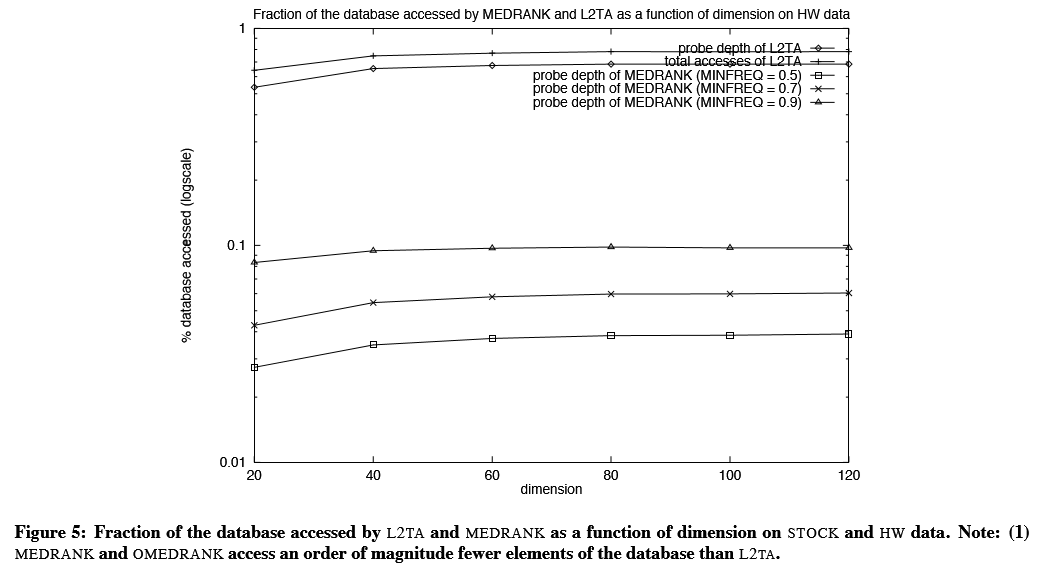 Fraction of the database accessed by MEDRANK and L2TA as a function of dimension on HW data
1
probe depth of L2TA
total accesses of L2TA
probe depth of MEDRANK (MINFREQ = 0.5)
probe depth of MEDRANK (MINFREQ = 0.7)
probe depth of MEDRANK (MINFREQ = 0.9)
% database accessed (logscale)
0.1
0.01
20 40 60 80 100 120
dimension
Figure 5: Fraction of the database accessed by L2TA and MEDRANK as a function of dimension on STOCK and HW data. Note: (1)
MEDRANK and OMEDRANK access an order of magnitude fewer elements of the database than L2TA.